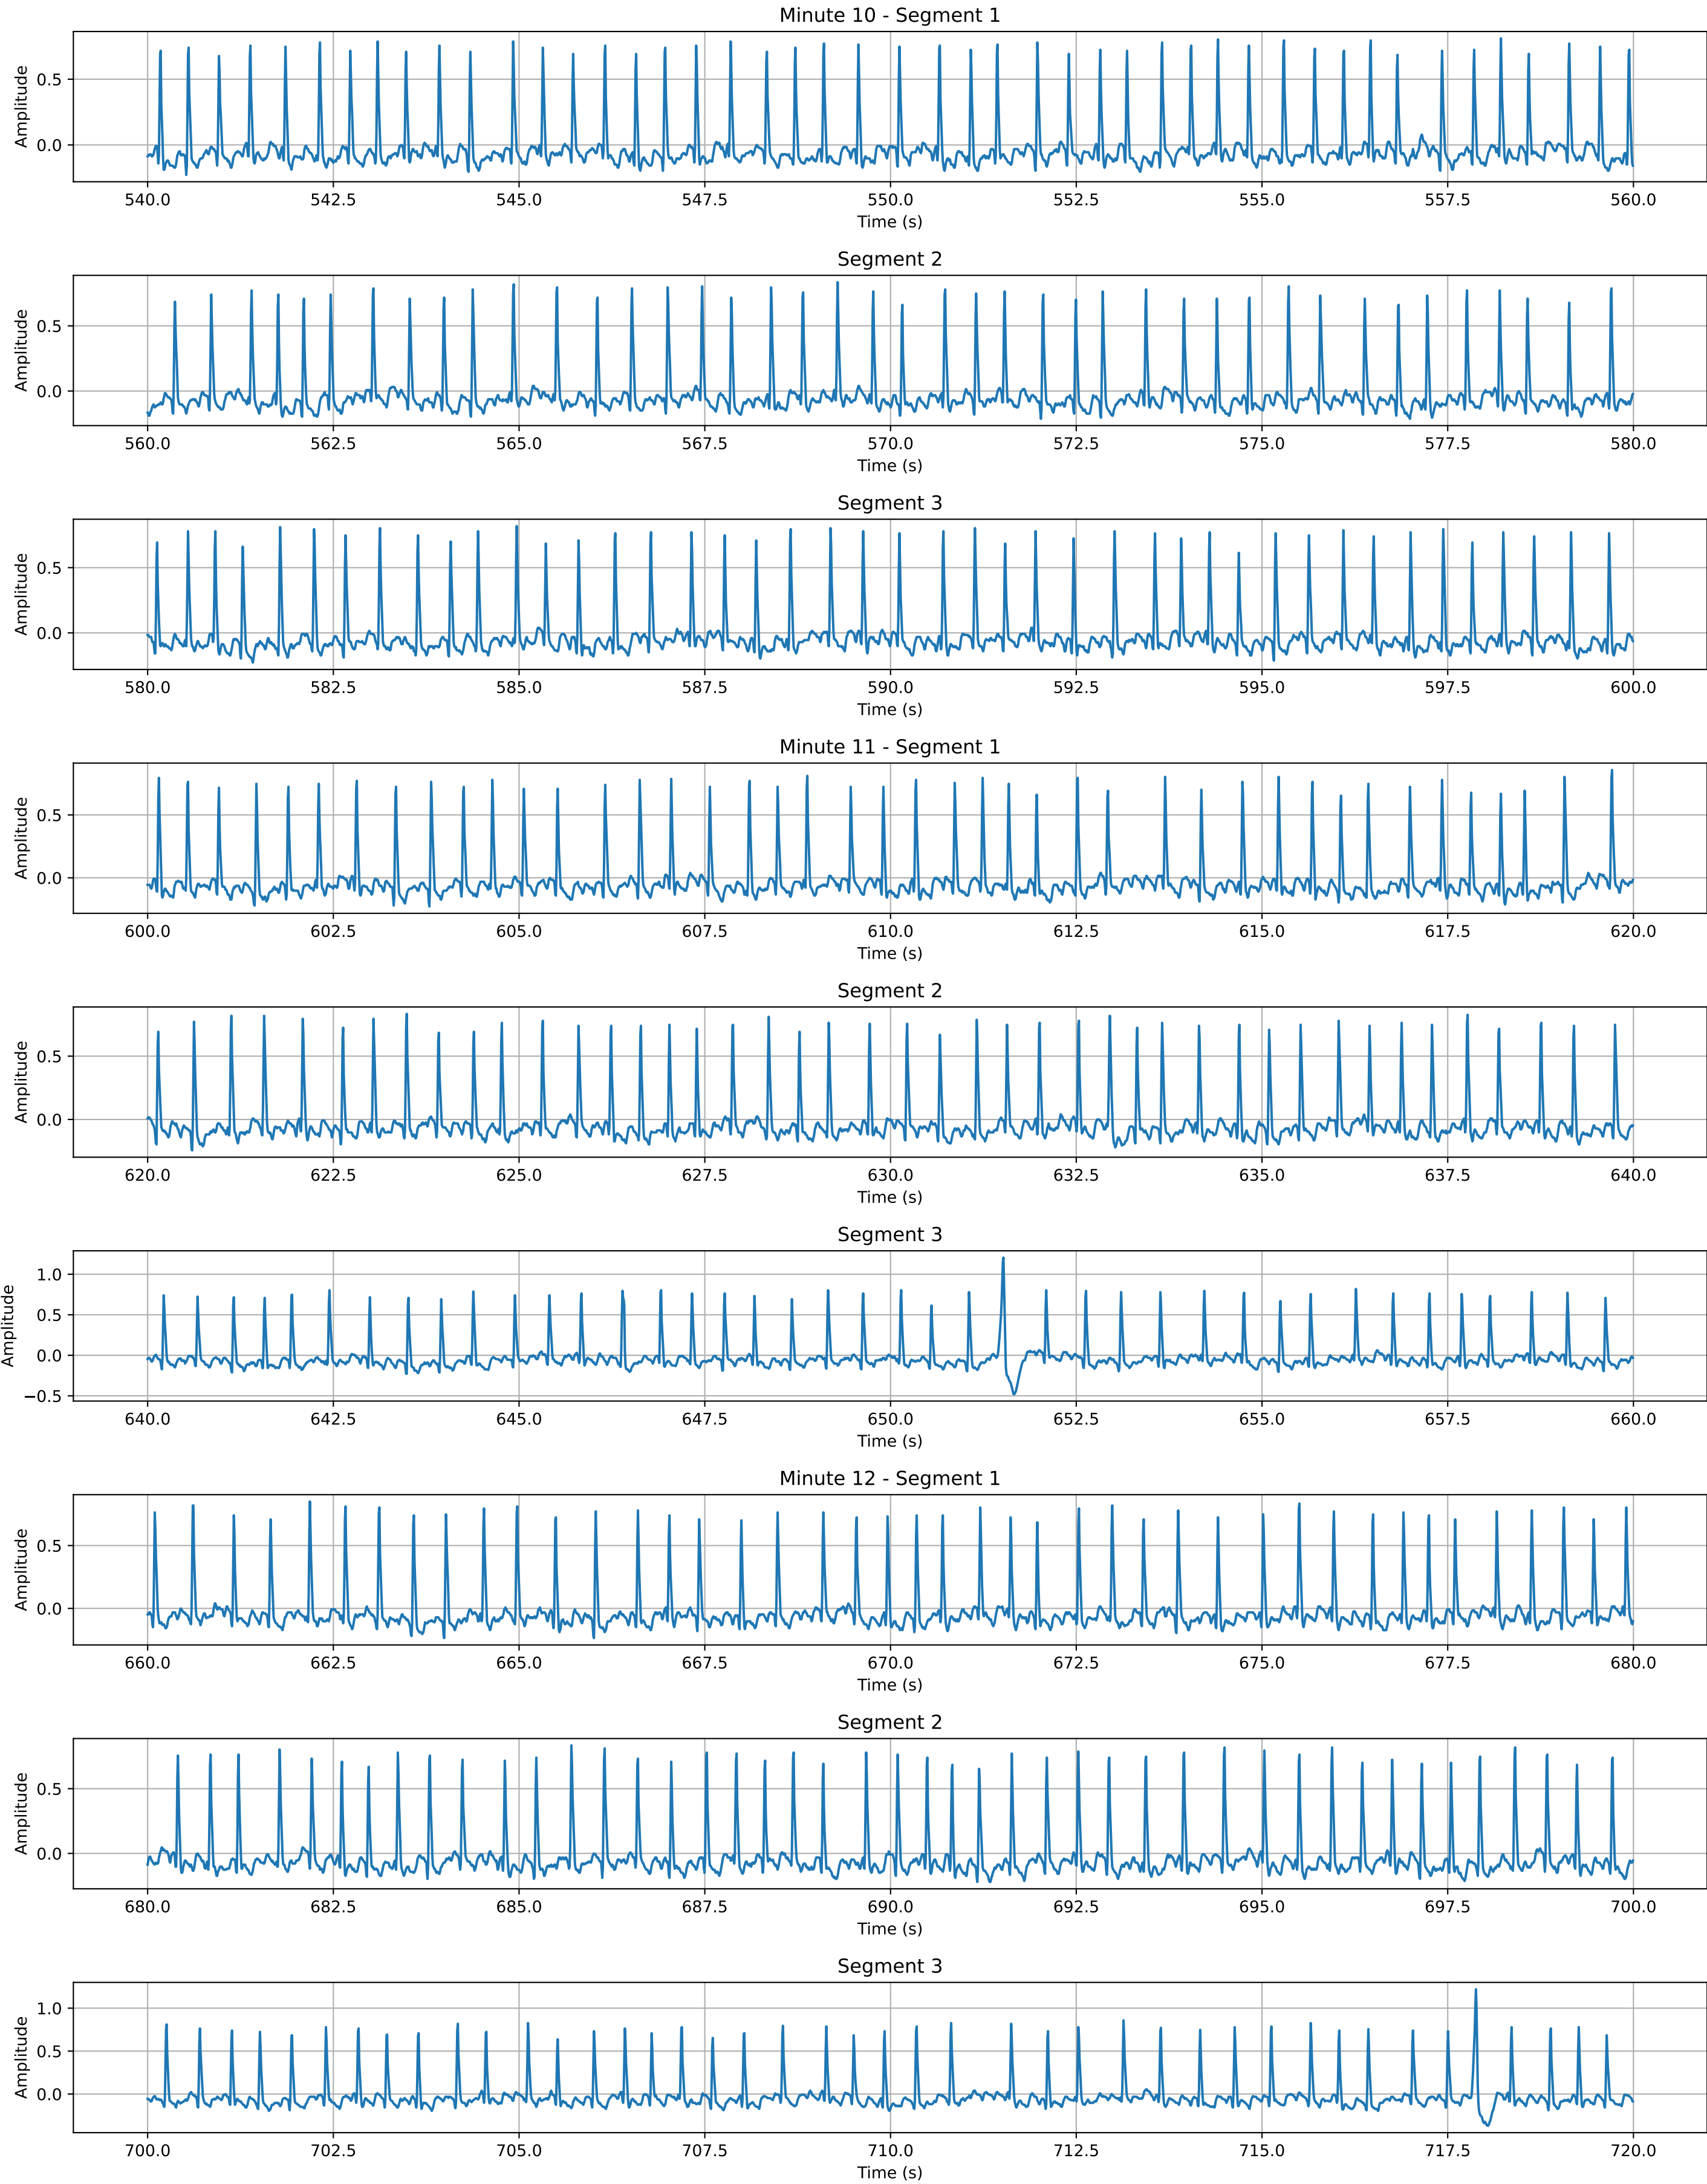 Minute 10 - Segment 1
Amplitude
0.5
0.0
540.0 542.5 545.0 547.5 550.0 552.5 555.0 557.5 560.0
Time (s)
Segment 2
Amplitude
0.5
0.0
560.0 562.5 565.0 567.5 570.0 572.5 575.0 577.5 580.0
Time (s)
Segment 3
Amplitude
0.5
0.0
580.0 582.5 585.0 587.5 590.0 592.5 595.0 597.5 600.0
Time (s)
Minute 11 - Segment 1
Amplitude
0.5
0.0
600.0 602.5 605.0 607.5 610.0 612.5 615.0 617.5 620.0
Time (s)
Segment 2
Amplitude
0.5
0.0
620.0 622.5 625.0 627.5 630.0 632.5 635.0 637.5 640.0
Time (s)
Segment 3
Amplitude
1.0
0.5
0.0
−0.5
640.0 642.5 645.0 647.5 650.0 652.5 655.0 657.5 660.0
Time (s)
Minute 12 - Segment 1
Amplitude
0.5
0.0
660.0 662.5 665.0 667.5 670.0 672.5 675.0 677.5 680.0
Time (s)
Segment 2
Amplitude
0.5
0.0
680.0 682.5 685.0 687.5 690.0 692.5 695.0 697.5 700.0
Time (s)
Segment 3
Amplitude
1.0
0.5
0.0
700.0 702.5 705.0 707.5 710.0 712.5 715.0 717.5 720.0
Time (s)